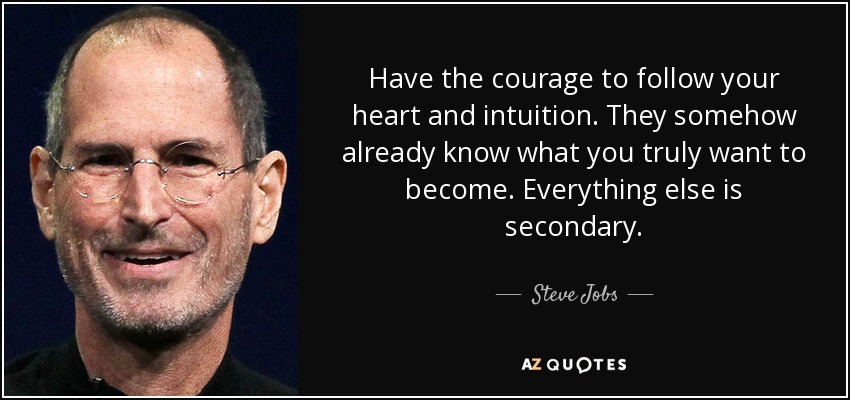 Have the courage to follow your
heart and intuition. They somehow
already know what you truly want to
become. Everything else is
secondary.
Steve Jobs
AZ QUOTES